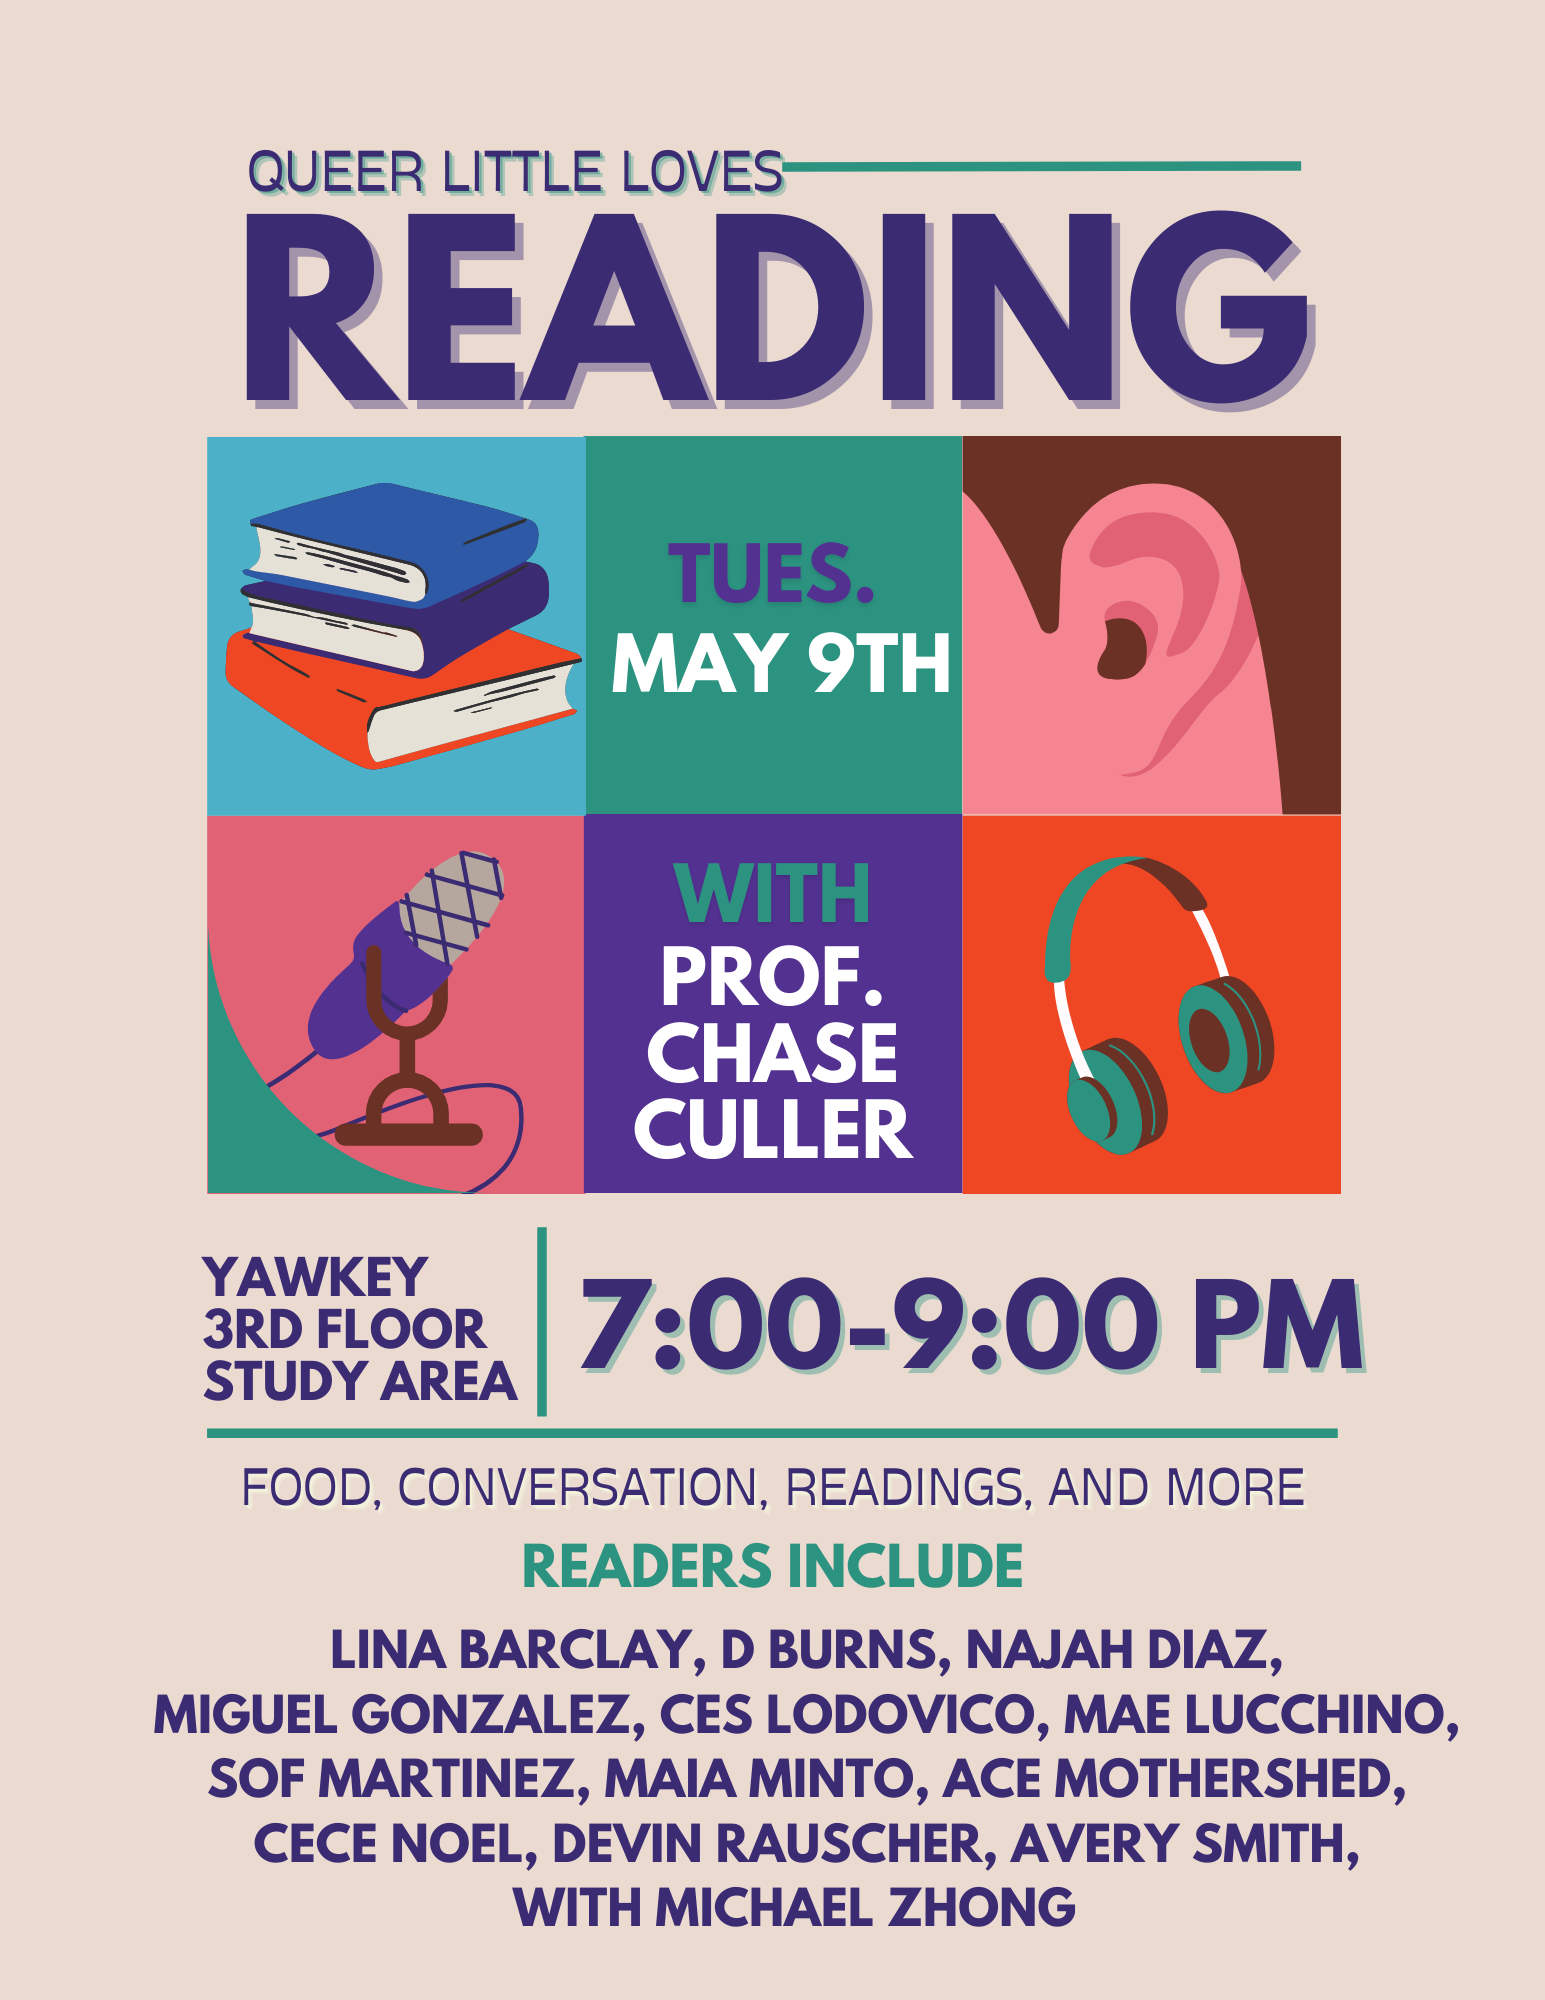 QUEER LITTLE LOVES
READING
TUES.
MAY 9TH
WITH
PROF.
CHASE
CULLER
YAWKEY
3RD FLOOR
STUDY AREA
7:00-9:00 PM
FOOD, CONVERSATION, READINGS, AND MORE
READERS INCLUDE
LINA BARCLAY, D BURNS, NAJAH DIAZ,
MIGUEL GONZALEZ, CES LODOVICO, MAE LUCCHINO,
SOF MARTINEZ, MAIA MINTO, ACE MOTHERSHED,
CECE NOEL, DEVIN RAUSCHER, AVERY SMITH,
WITH MICHAEL ZHONG